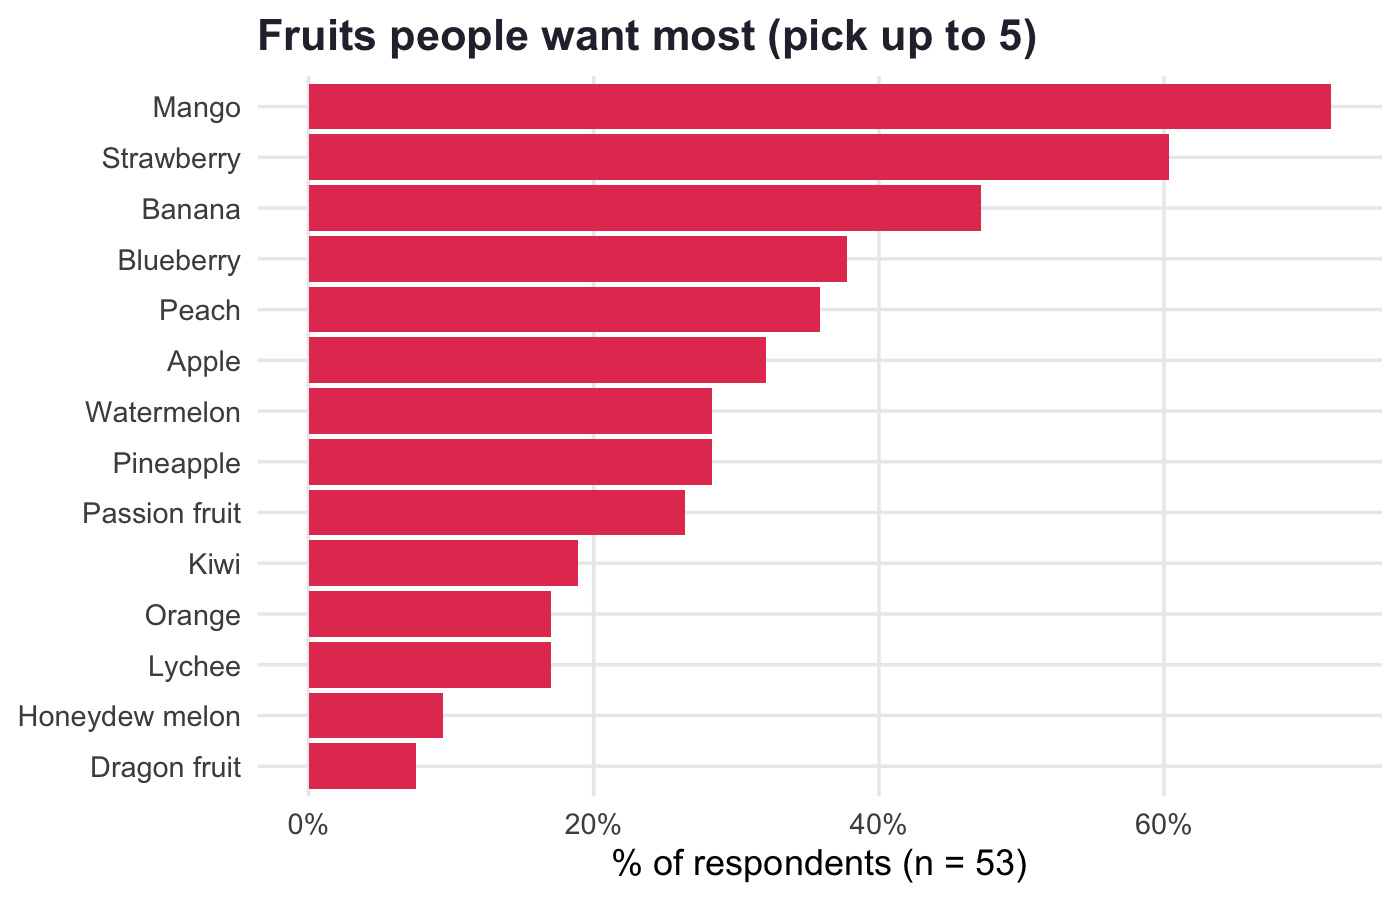 Fruits people want most (pick up to 5)
Mango
Strawberry
Banana
Blueberry
Peach
Apple
Watermelon
Pineapple
Passion fruit
Kiwi
Orange
Lychee
Honeydew melon
Dragon fruit
0% 20% 40% 60%
% of respondents (n = 53)